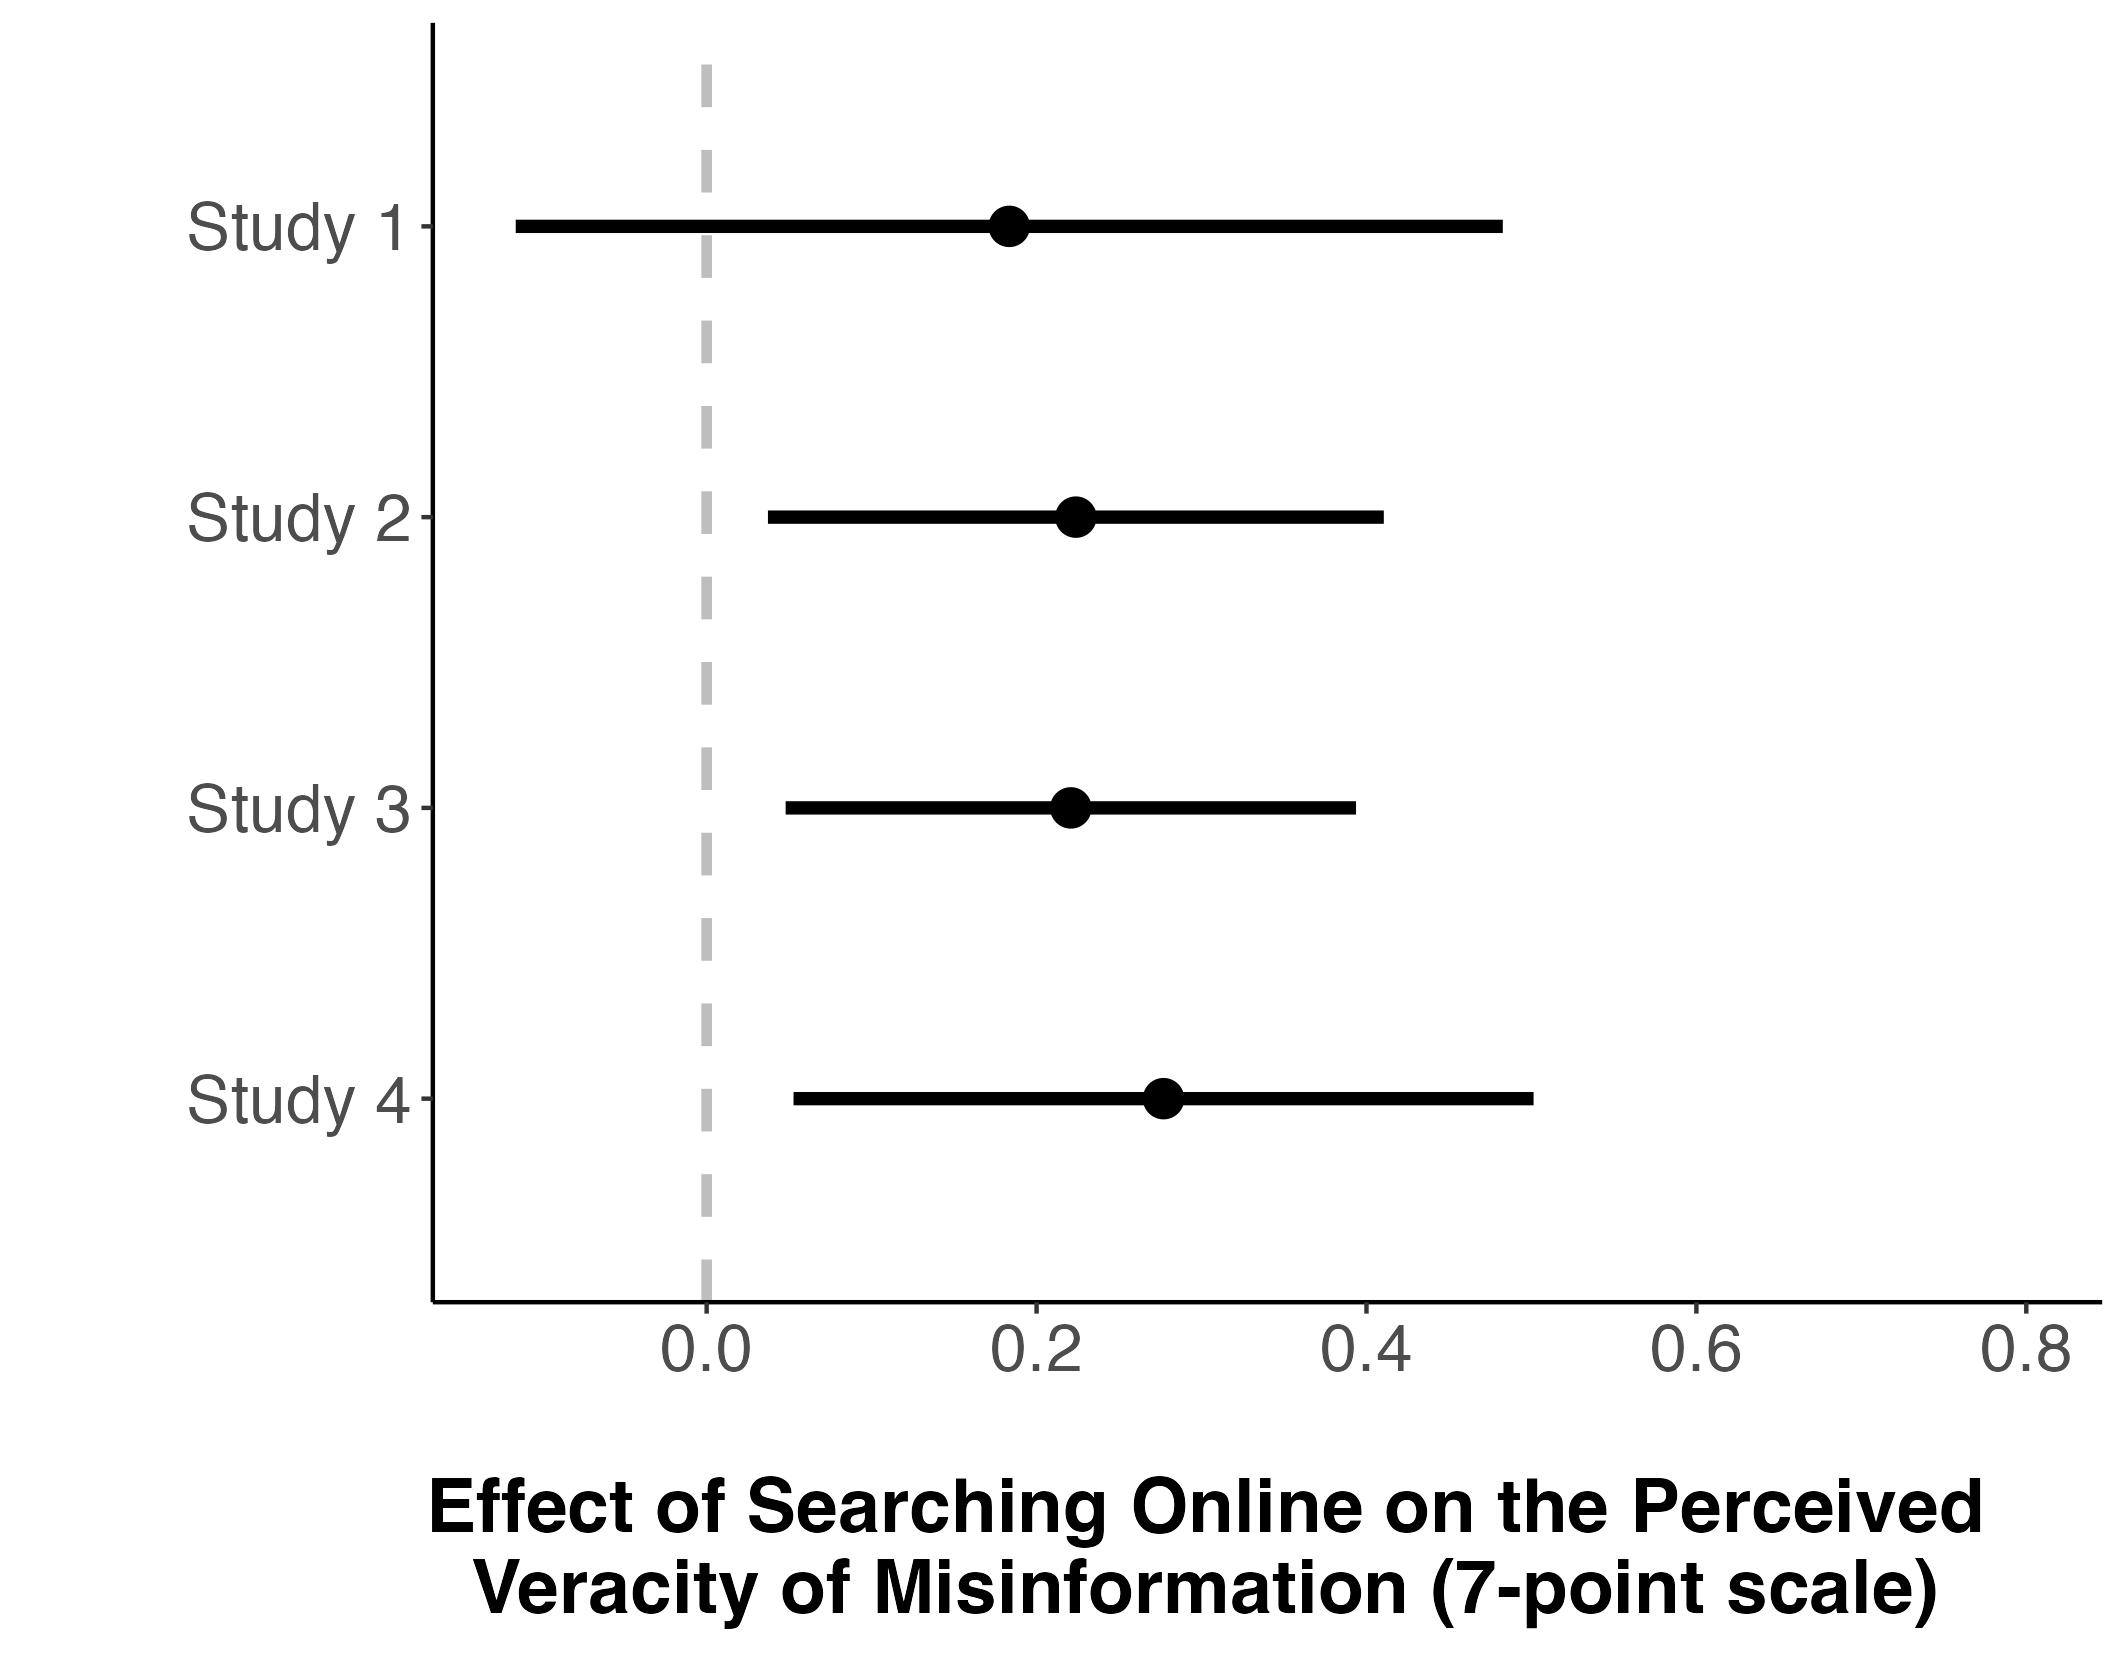 Study 1
Study 2
Study 3
Study 4
0.0 0.2 0.4 0.6 0.8
Effect of Searching Online on the Perceived
Veracity of Misinformation (7-point scale)